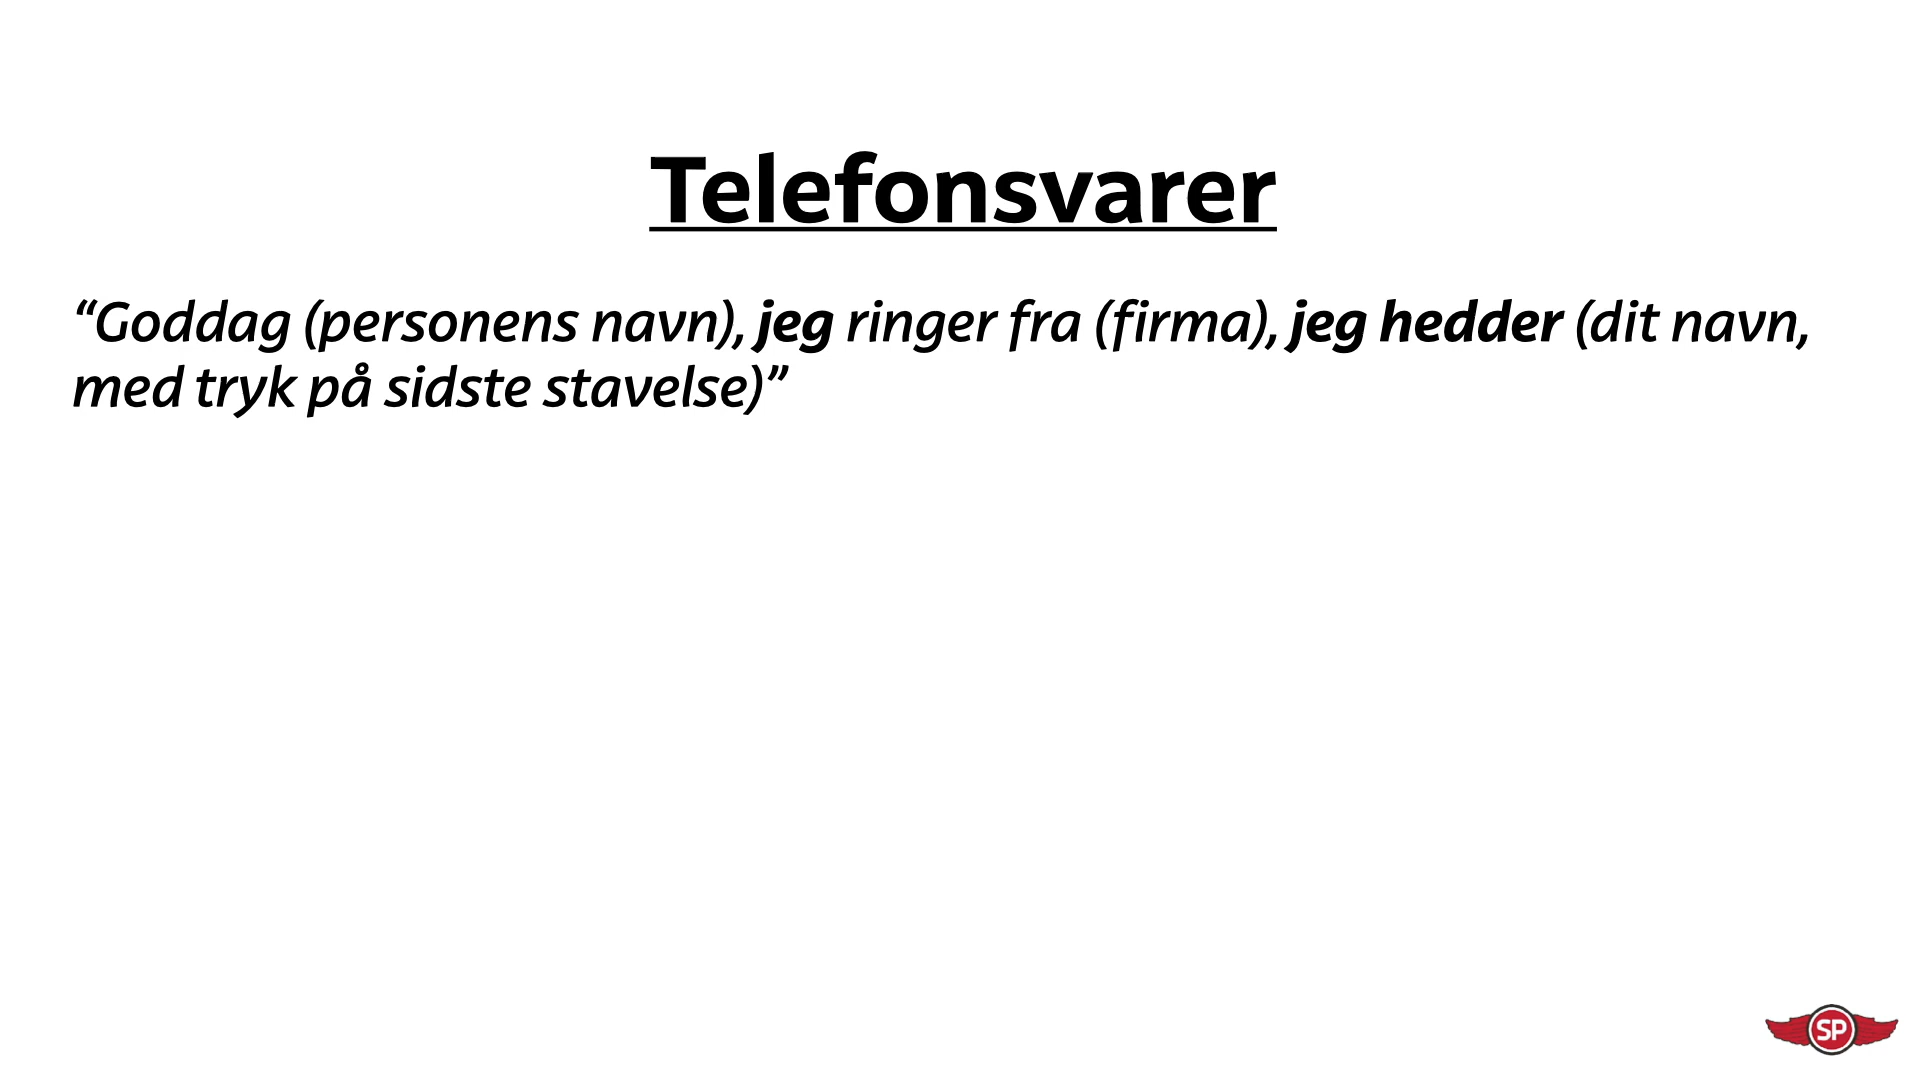 Telefonsvarer
“Goddag (personens navn), jeg ringer fra (firma), jeg hedder (dit navn,
med tryk på sidste stavelse)”
SP